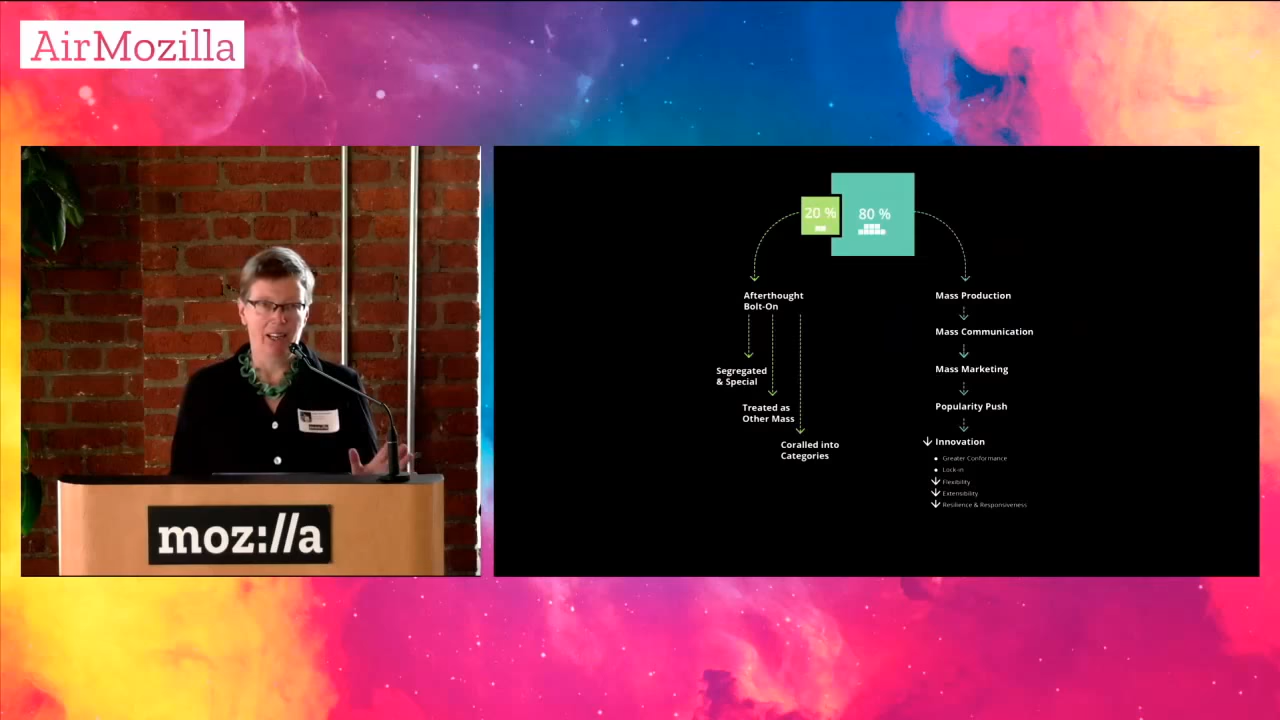 AirMozilla
20 %
80 %
Afterthought
Bolt-On
Segregated
& Special
Treated as
Other Mass
Coralled into
Categories
Mass Production
Mass Communication
Mass Marketing
Popularity Push
Innovation
Greater Conformance
Lock-in
Flexibility
Extensibility
Resilience & Responsiveness
moz://a